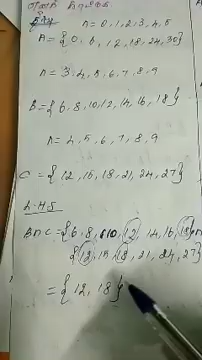 n = 0, 1, 2, 3, 4, 5
A = {0, 6, 12, 18, 24, 30}
n = 3, 4, 5, 6, 7, 8, 9
B = {6, 8, 10, 12, 14, 16, 18}
n = 4, 5, 6, 7, 8, 9
C = {12, 15, 18, 21, 24, 27}
L.H.S
B∩C = {6, 8, 10, 12, 14, 16, 18} ∩
{12, 15, 18, 21, 24, 27}
= {12, 18}